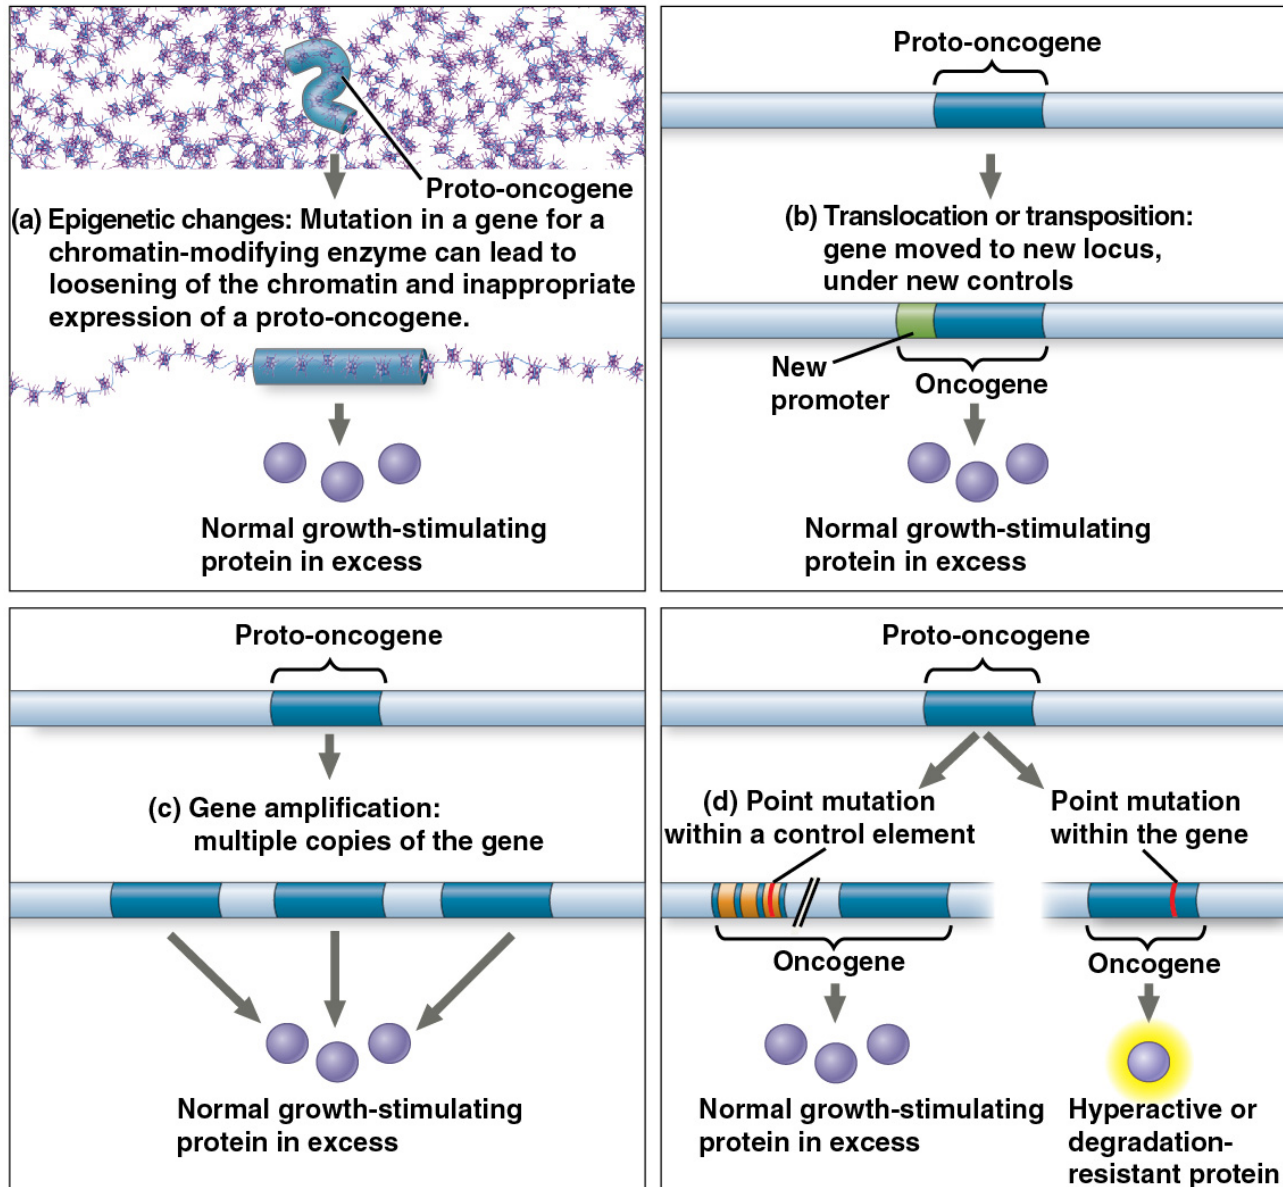 Proto-oncogene
(a) Epigenetic changes: Mutation in a gene for a
chromatin-modifying enzyme can lead to
loosening of the chromatin and inappropriate
expression of a proto-oncogene.
Normal growth-stimulating
protein in excess
Proto-oncogene
(b) Translocation or transposition:
gene moved to new locus,
under new controls
New
promoter
Oncogene
Normal growth-stimulating
protein in excess
Proto-oncogene
(c) Gene amplification:
multiple copies of the gene
Normal growth-stimulating
protein in excess
Proto-oncogene
(d) Point mutation
within a control element
Point mutation
within the gene
Oncogene
Oncogene
Normal growth-stimulating
protein in excess
Hyperactive or
degradation-
resistant protein